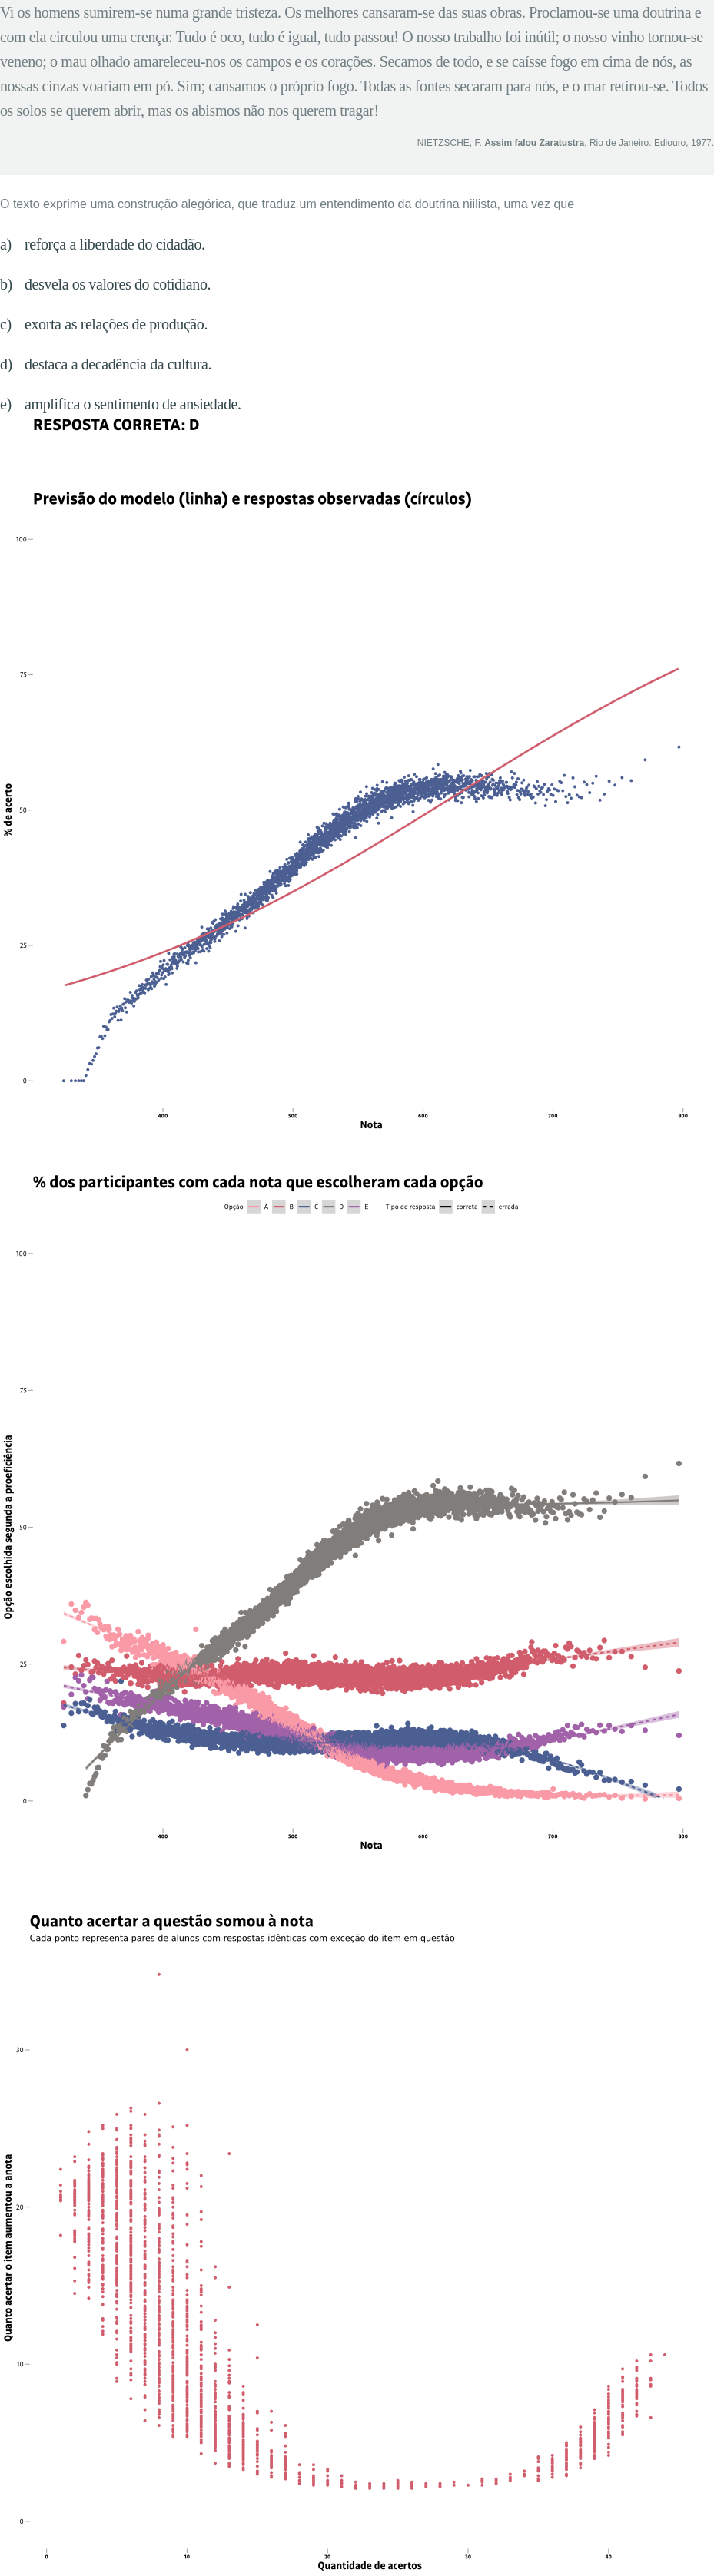 Vi os homens sumirem-se numa grande tristeza. Os melhores cansaram-se das suas obras. Proclamou-se uma doutrina e
com ela circulou uma crença: Tudo é oco, tudo é igual, tudo passou! O nosso trabalho foi inútil; o nosso vinho tornou-se
veneno; o mau olhado amareleceu-nos os campos e os corações. Secamos de todo, e se caísse fogo em cima de nós, as
nossas cinzas voariam em pó. Sim; cansamos o próprio fogo. Todas as fontes secaram para nós, e o mar retirou-se. Todos
os solos se querem abrir, mas os abismos não nos querem tragar!
NIETZSCHE, F. Assim falou Zaratustra, Rio de Janeiro. Ediouro, 1977.
O texto exprime uma construção alegórica, que traduz um entendimento da doutrina niilista, uma vez que
a) reforça a liberdade do cidadão.
b) desvela os valores do cotidiano.
c) exorta as relações de produção.
d) destaca a decadência da cultura.
e) amplifica o sentimento de ansiedade.
RESPOSTA CORRETA: D
Previsão do modelo (linha) e respostas observadas (círculos)
100
75
50
25
0
% de acerto
400 500 600 700 800
Nota
% dos participantes com cada nota que escolheram cada opção
Opção A B C D E Tipo de resposta correta errada
100
75
50
25
0
Opção escolhida segunda a proeficiência
400 500 600 700 800
Nota
Quanto acertar a questão somou à nota
Cada ponto representa pares de alunos com respostas idênticas com exceção do item em questão
30
20
10
0
Quanto acertar o item aumentou a anota
0 10 20 30 40
Quantidade de acertos